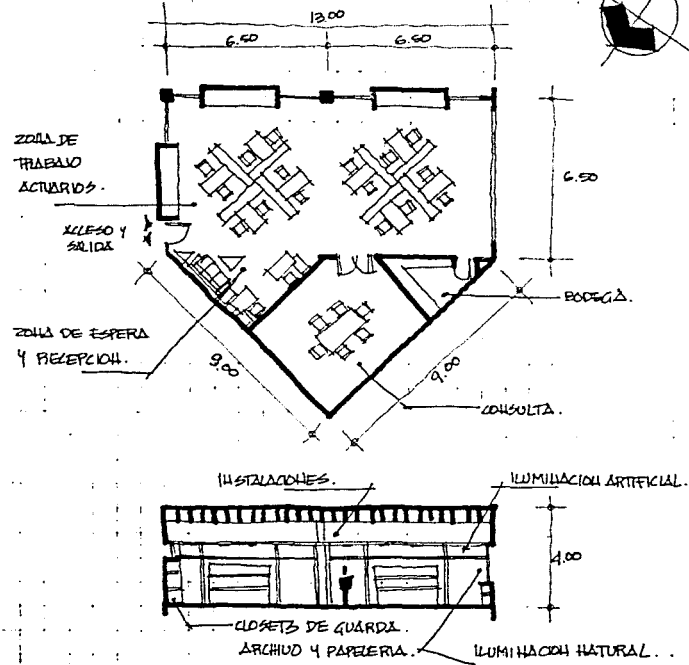 13.00
6.50 6.50
ZONA DE
TRABAJO
ACTUARIOS.
6.50
ACCESO Y
SALIDA
BODEGA.
ZONA DE ESPERA
Y RECEPCION.
9.00
9.00
CONSULTA.
INSTALACIONES.
ILUMINACION ARTIFICIAL.
4.00
CLOSETS DE GUARDA.
ARCHIVO Y PAPELERIA.
ILUMINACION NATURAL.